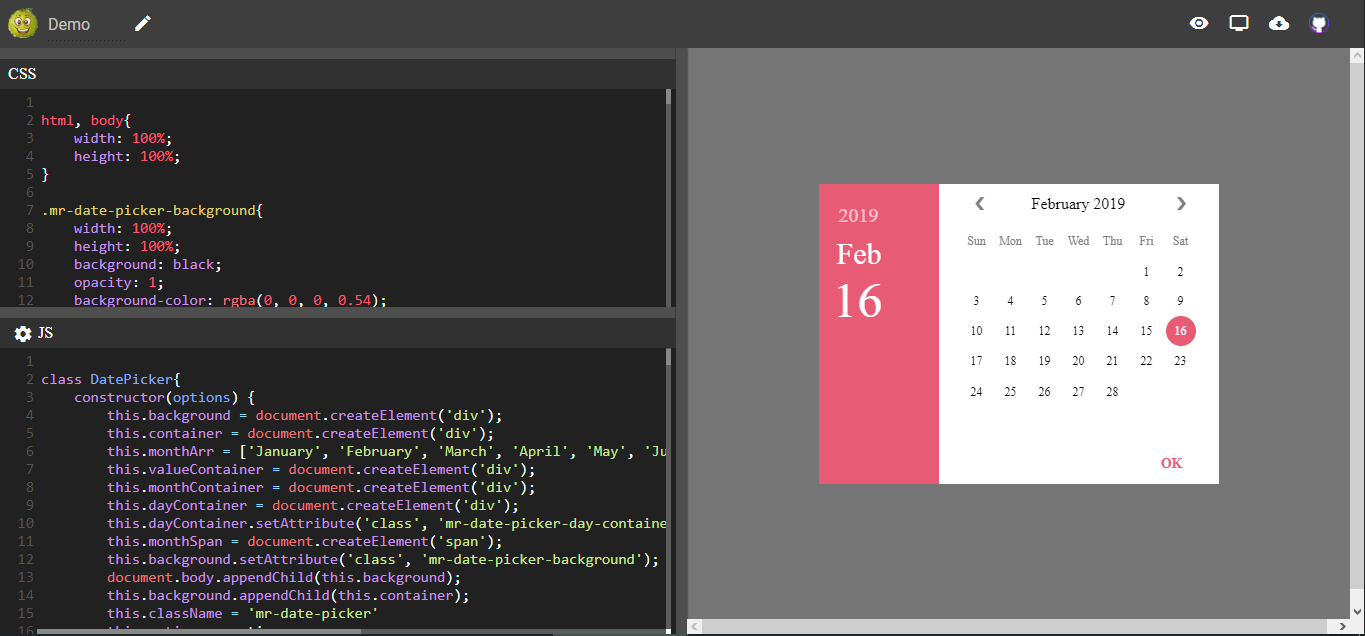 Demo
CSS
1
2 html, body{
3 width: 100%;
4 height: 100%;
5 }
6
7 .mr-date-picker-background{
8 width: 100%;
9 height: 100%;
10 background: black;
11 opacity: 1;
12 background-color: rgba(0, 0, 0, 0.54);
JS
1
2 class DatePicker{
3 constructor(options) {
4 this.background = document.createElement('div');
5 this.container = document.createElement('div');
6 this.monthArr = ['January', 'February', 'March', 'April', 'May', 'Ju
7 this.valueContainer = document.createElement('div');
8 this.monthContainer = document.createElement('div');
9 this.dayContainer = document.createElement('div');
10 this.dayContainer.setAttribute('class', 'mr-date-picker-day-containe
11 this.monthSpan = document.createElement('span');
12 this.background.setAttribute('class', 'mr-date-picker-background');
13 document.body.appendChild(this.background);
14 this.background.appendChild(this.container);
15 this.className = 'mr-date-picker'
16
2019
Feb
16
February 2019
Sun Mon Tue Wed Thu Fri Sat
1 2
3 4 5 6 7 8 9
10 11 12 13 14 15 16
17 18 19 20 21 22 23
24 25 26 27 28
OK